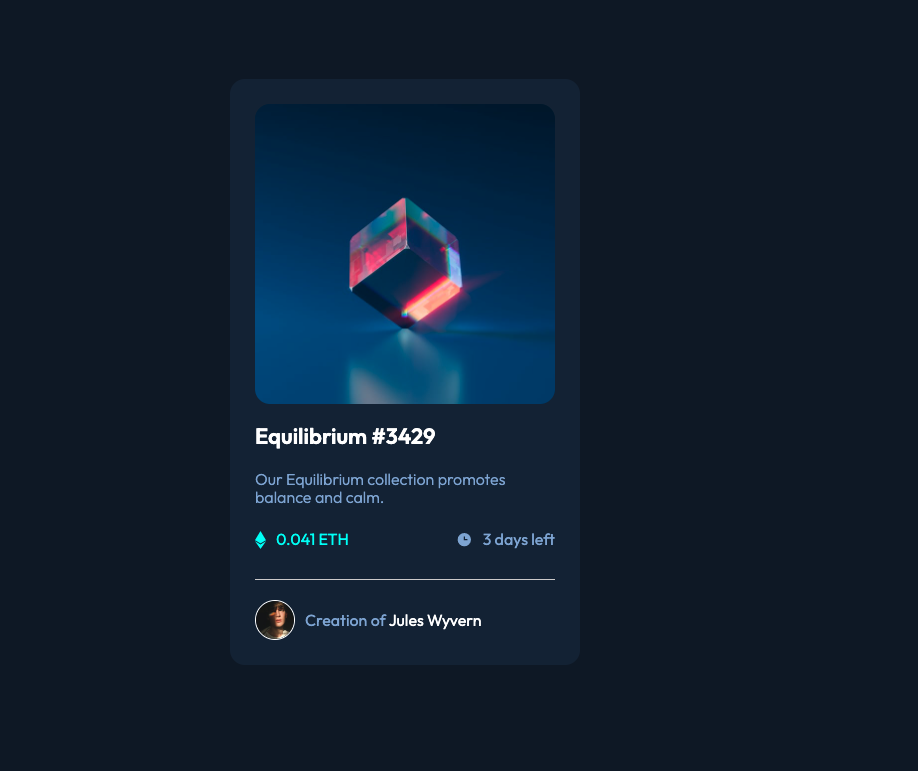 Equilibrium #3429
Our Equilibrium collection promotes
balance and calm.
0.041 ETH
3 days left
Creation of Jules Wyvern